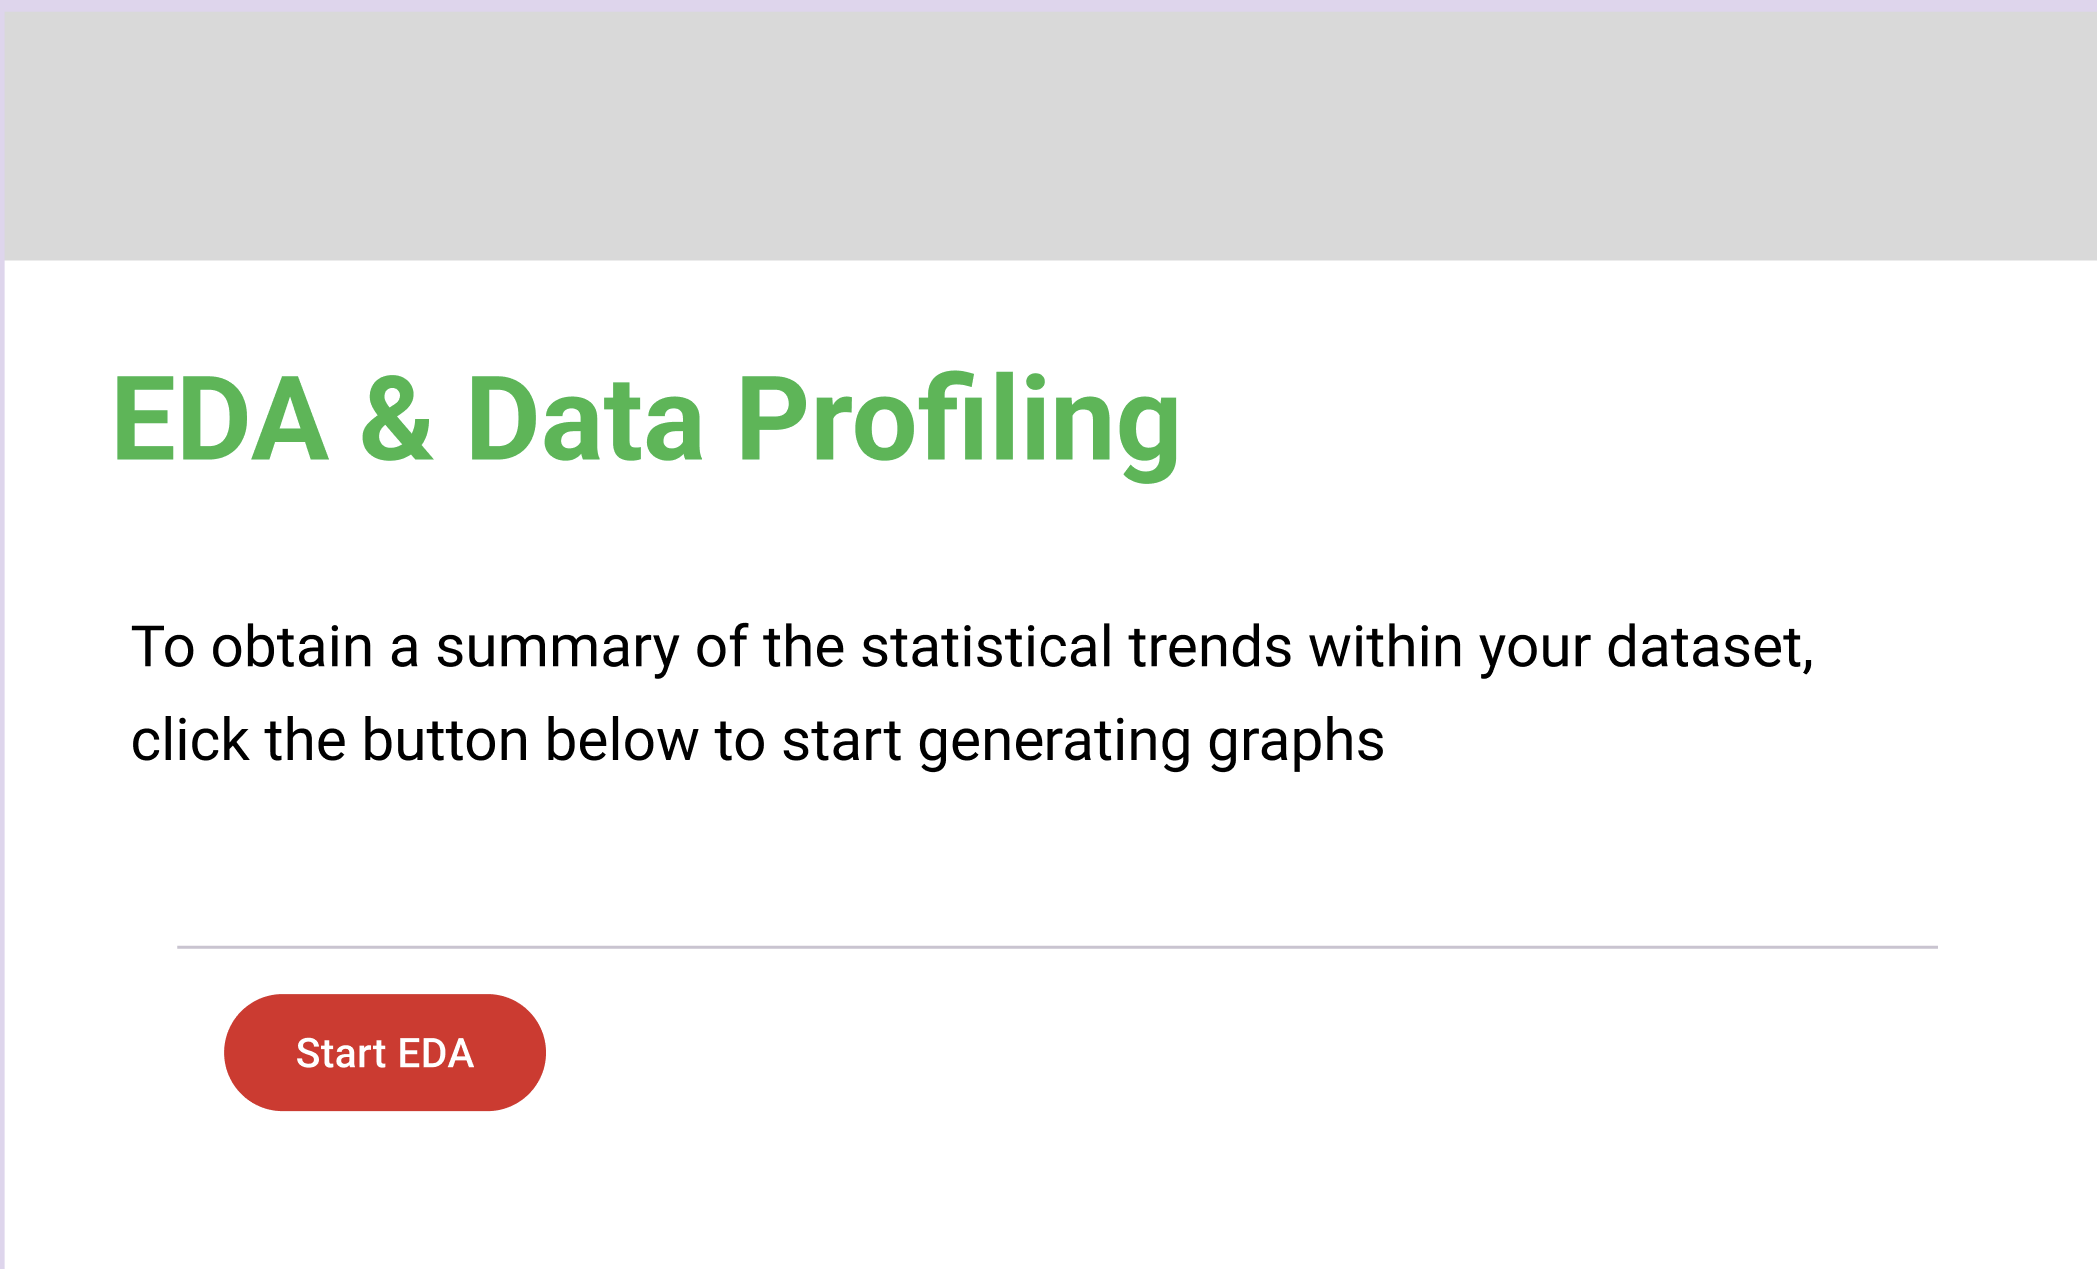 EDA & Data Profiling
To obtain a summary of the statistical trends within your dataset,
click the button below to start generating graphs
Start EDA